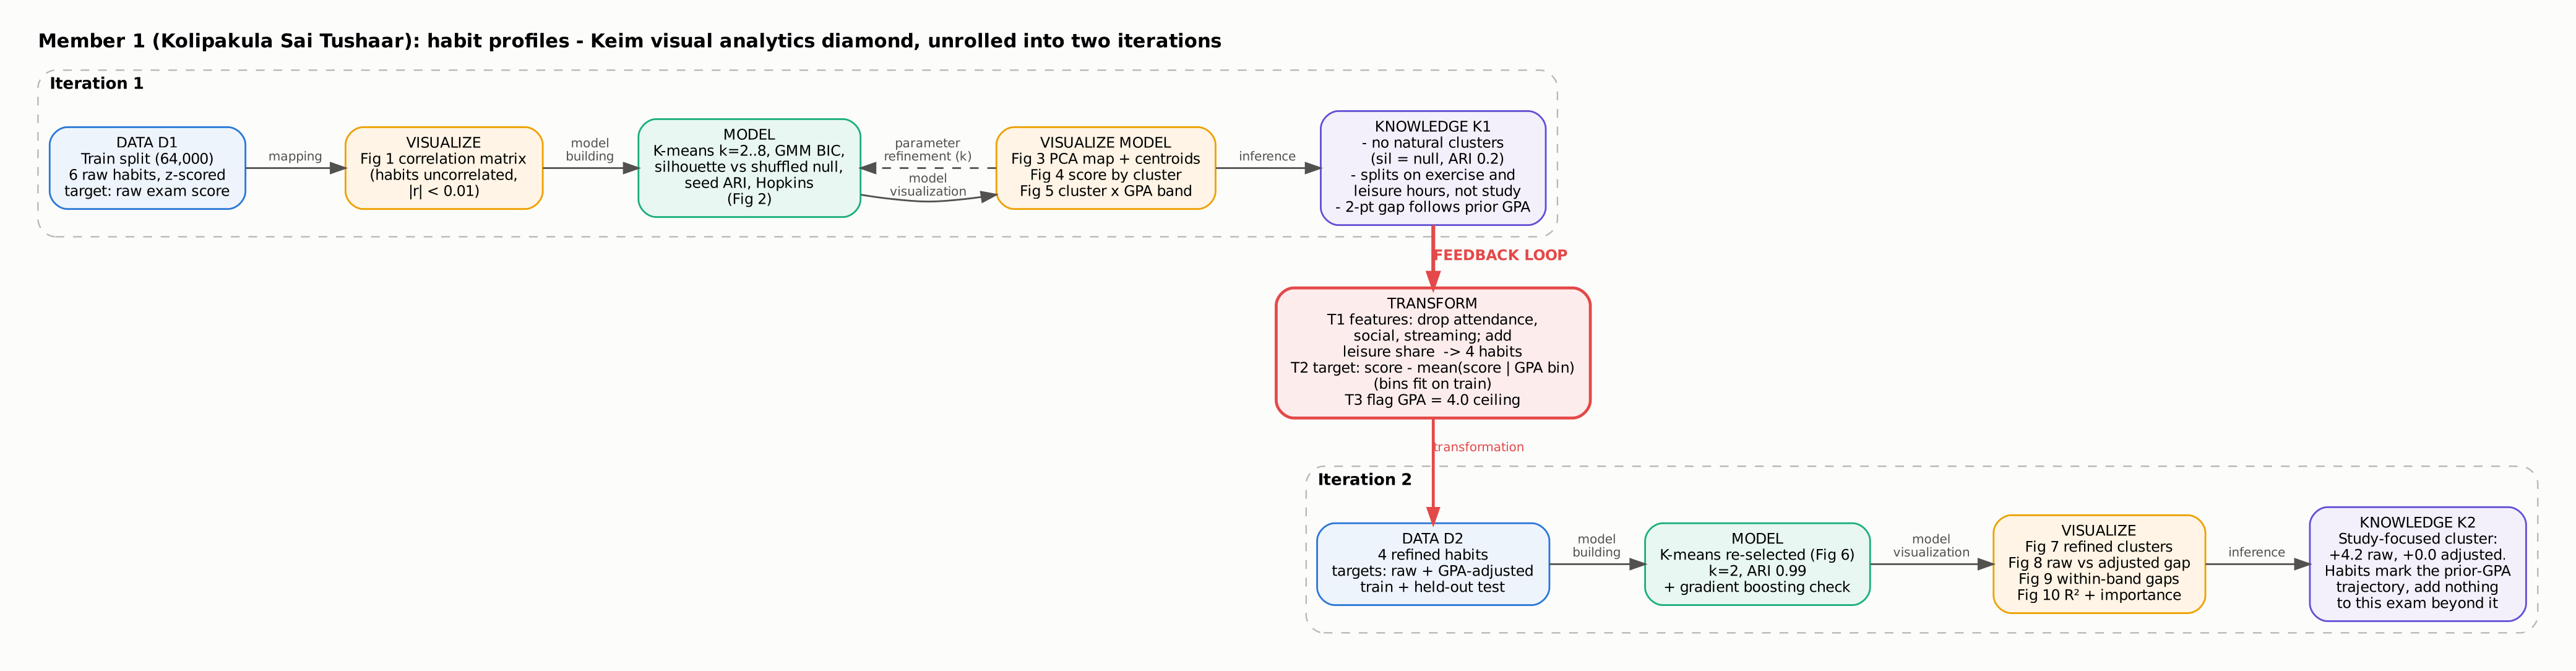 Member 1 (Kolipakula Sai Tushaar): habit profiles - Keim visual analytics diamond, unrolled into two iterations
Iteration 1
DATA D1
Train split (64,000)
6 raw habits, z-scored
target: raw exam score
mapping
VISUALIZE
Fig 1 correlation matrix
(habits uncorrelated,
|r| < 0.01)
model
building
MODEL
K-means k=2..8, GMM BIC,
silhouette vs shuffled null,
seed ARI, Hopkins
(Fig 2)
parameter
refinement (k)
model
visualization
VISUALIZE MODEL
Fig 3 PCA map + centroids
Fig 4 score by cluster
Fig 5 cluster x GPA band
inference
KNOWLEDGE K1
- no natural clusters
(sil = null, ARI 0.2)
- splits on exercise and
leisure hours, not study
- 2-pt gap follows prior GPA
FEEDBACK LOOP
TRANSFORM
T1 features: drop attendance,
social, streaming; add
leisure share -> 4 habits
T2 target: score - mean(score | GPA bin)
(bins fit on train)
T3 flag GPA = 4.0 ceiling
transformation
Iteration 2
DATA D2
4 refined habits
targets: raw + GPA-adjusted
train + held-out test
model
building
MODEL
K-means re-selected (Fig 6)
k=2, ARI 0.99
+ gradient boosting check
model
visualization
VISUALIZE
Fig 7 refined clusters
Fig 8 raw vs adjusted gap
Fig 9 within-band gaps
Fig 10 R² + importance
inference
KNOWLEDGE K2
Study-focused cluster:
+4.2 raw, +0.0 adjusted.
Habits mark the prior-GPA
trajectory, add nothing
to this exam beyond it